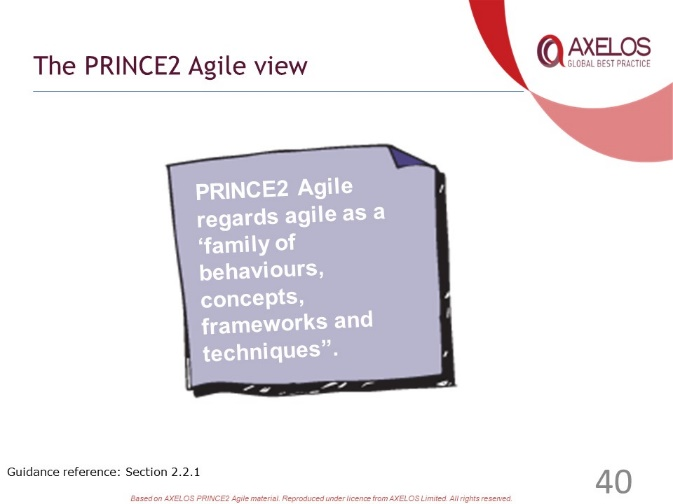 The PRINCE2 Agile view
AXELOS
GLOBAL BEST PRACTICE
PRINCE2 Agile
regards agile as a
‘family of
behaviours,
concepts,
frameworks and
techniques”.
Guidance reference: Section 2.2.1
40
Based on AXELOS PRINCE2 Agile material. Reproduced under licence from AXELOS Limited. All rights reserved.